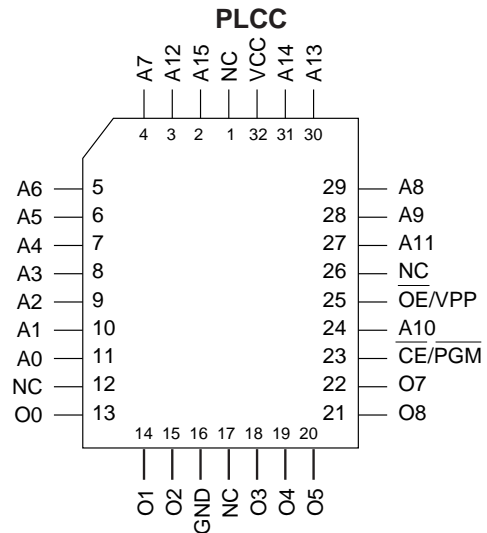 PLCC
A7 A12 A15 NC VCC A14 A13
4 3 2 1 32 31 30
A6 5 29 A8
A5 6 28 A9
A4 7 27 A11
A3 8 26 NC
A2 9 25 OE/VPP
A1 10 24 A10
A0 11 23 CE/PGM
NC 12 22 O7
O0 13 21 O8
14 15 16 17 18 19 20
O1 O2 GND NC O3 O4 O5